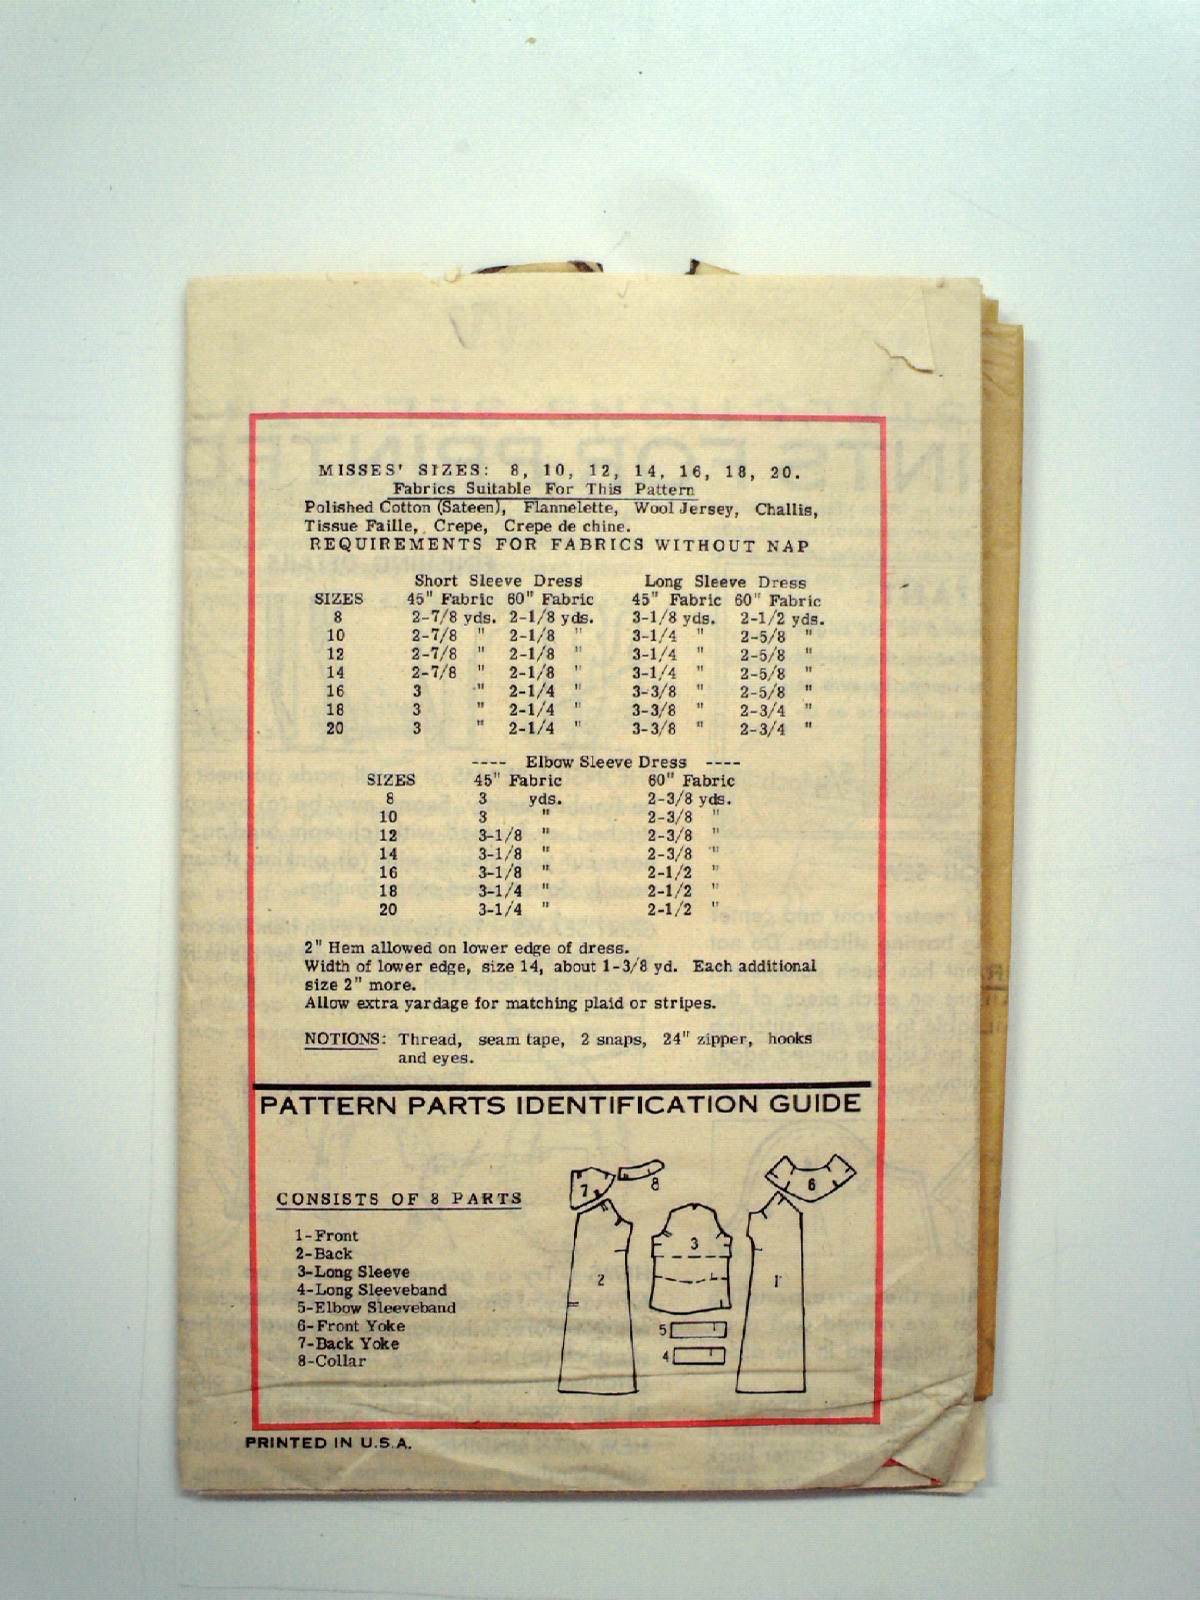 MISSES' SIZES: 8, 10, 12, 14, 16, 18, 20.
Fabrics Suitable For This Pattern
Polished Cotton (Sateen), Flannelette, Wool Jersey, Challis,
Tissue Faille, Crepe, Crepe de chine.
REQUIREMENTS FOR FABRICS WITHOUT NAP
Short Sleeve Dress Long Sleeve Dress
SIZES 45" Fabric 60" Fabric 45" Fabric 60" Fabric
8 2-7/8 yds. 2-1/8 yds. 3-1/8 yds. 2-1/2 yds.
10 2-7/8 " 2-1/8 " 3-1/4 " 2-5/8 "
12 2-7/8 " 2-1/8 " 3-1/4 " 2-5/8 "
14 2-7/8 " 2-1/8 " 3-1/4 " 2-5/8 "
16 3 " 2-1/4 " 3-3/8 " 2-5/8 "
18 3 " 2-1/4 " 3-3/8 " 2-3/4 "
20 3 " 2-1/4 " 3-3/8 " 2-3/4 "
---- Elbow Sleeve Dress ----
SIZES 45" Fabric 60" Fabric
8 3 yds. 2-3/8 yds.
10 3 " 2-3/8 "
12 3-1/8 " 2-3/8 "
14 3-1/8 " 2-3/8 "
16 3-1/8 " 2-1/2 "
18 3-1/4 " 2-1/2 "
20 3-1/4 " 2-1/2 "
2" Hem allowed on lower edge of dress.
Width of lower edge, size 14, about 1-3/8 yd. Each additional
size 2" more.
Allow extra yardage for matching plaid or stripes.
NOTIONS: Thread, seam tape, 2 snaps, 24" zipper, hooks
and eyes.
PATTERN PARTS IDENTIFICATION GUIDE
CONSISTS OF 8 PARTS
1-Front
2-Back
3-Long Sleeve
4-Long Sleeveband
5-Elbow Sleeveband
6-Front Yoke
7-Back Yoke
8-Collar
7 8 6
3
2 1
5
4
PRINTED IN U.S.A.